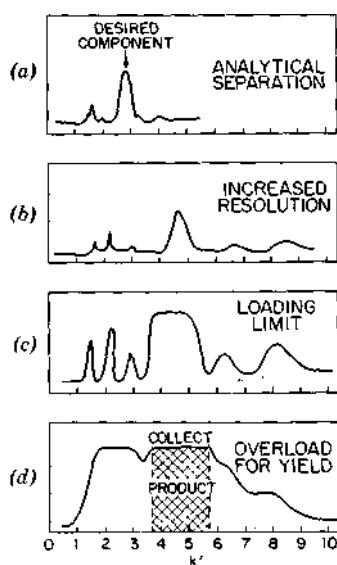 DESIRED
COMPONENT
(a)
ANALYTICAL
SEPARATION
(b)
INCREASED
RESOLUTION
(c)
LOADING
LIMIT
(d)
COLLECT
PRODUCT
OVERLOAD
FOR YIELD
0 1 2 3 4 5 6 7 8 9 10
k'